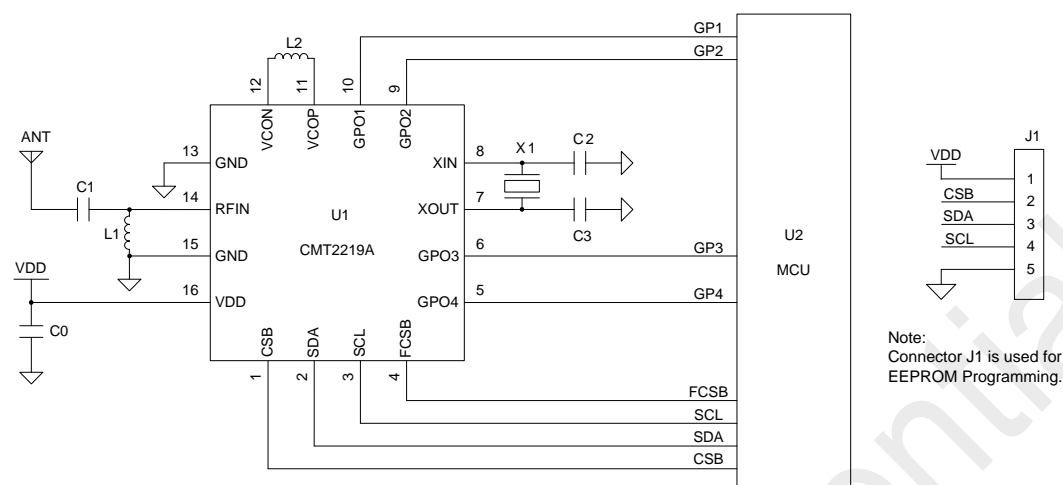 GP1
GP2
L2
12
11
10
9
VCON
VCOP
GPO1
GPO2
ANT
13
GND
XIN
8
X1
C2
C1
14
RFIN
U1
XOUT
7
C3
L1
15
GND
CMT2219A
GPO3
6
GP3
U2
MCU
VDD
16
VDD
GPO4
5
GP4
C0
CSB
SDA
SCL
FCSB
1
2
3
4
FCSB
SCL
SDA
CSB
J1
VDD
1
CSB
2
SDA
3
SCL
4
5
Note:
Connector J1 is used for
EEPROM Programming.